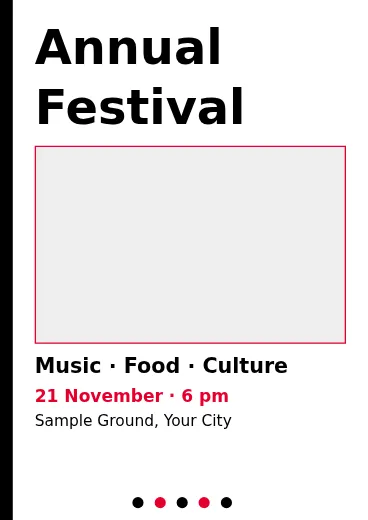 Annual
Festival
Music · Food · Culture
21 November · 6 pm
Sample Ground, Your City